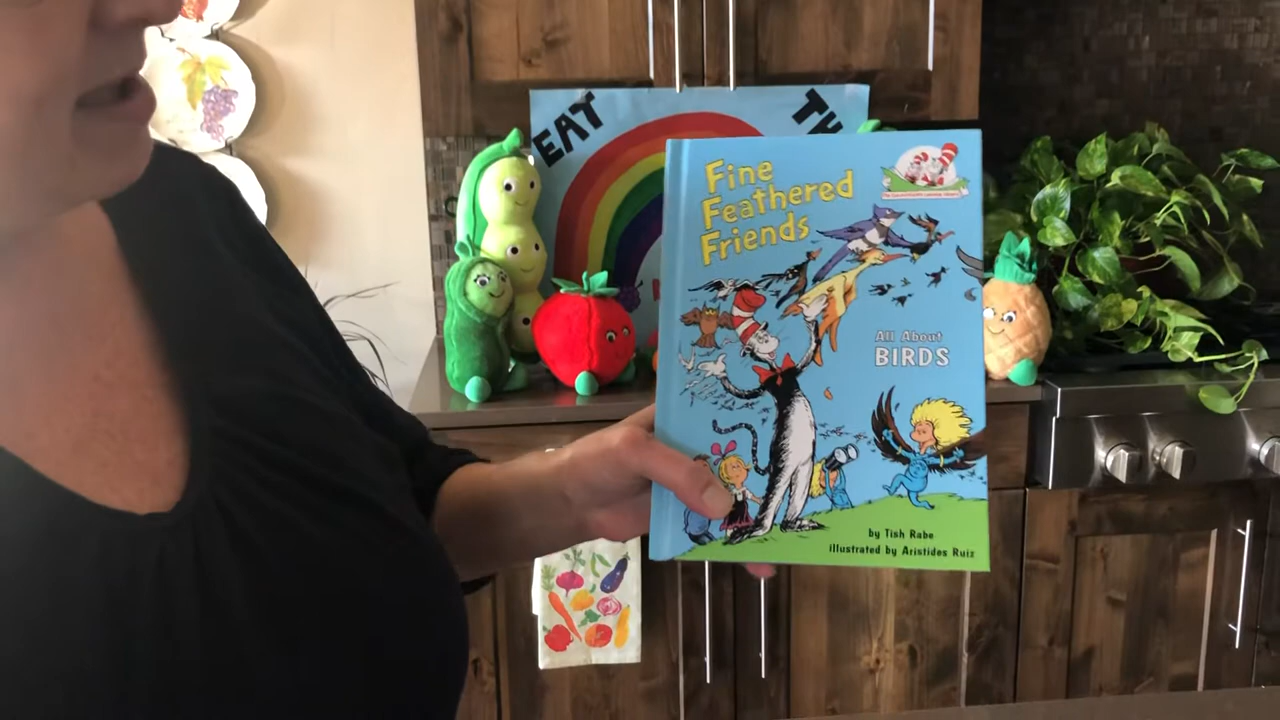 EAT
TH
Fine
Feathered
Friends
All About
BIRDS
by Tish Rabe
illustrated by Aristides Ruiz